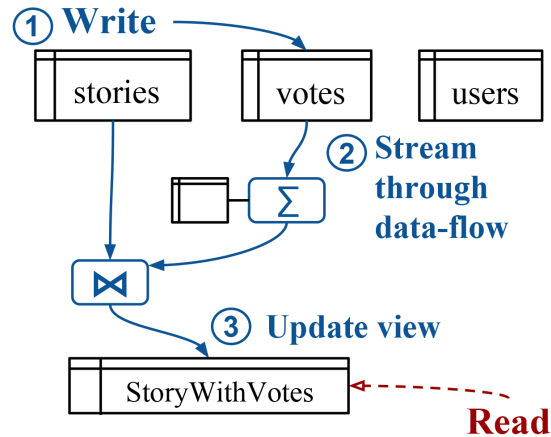 1 Write
stories
votes
users
2 Stream
through
data-flow
Σ
⋈
3 Update view
StoryWithVotes
Read